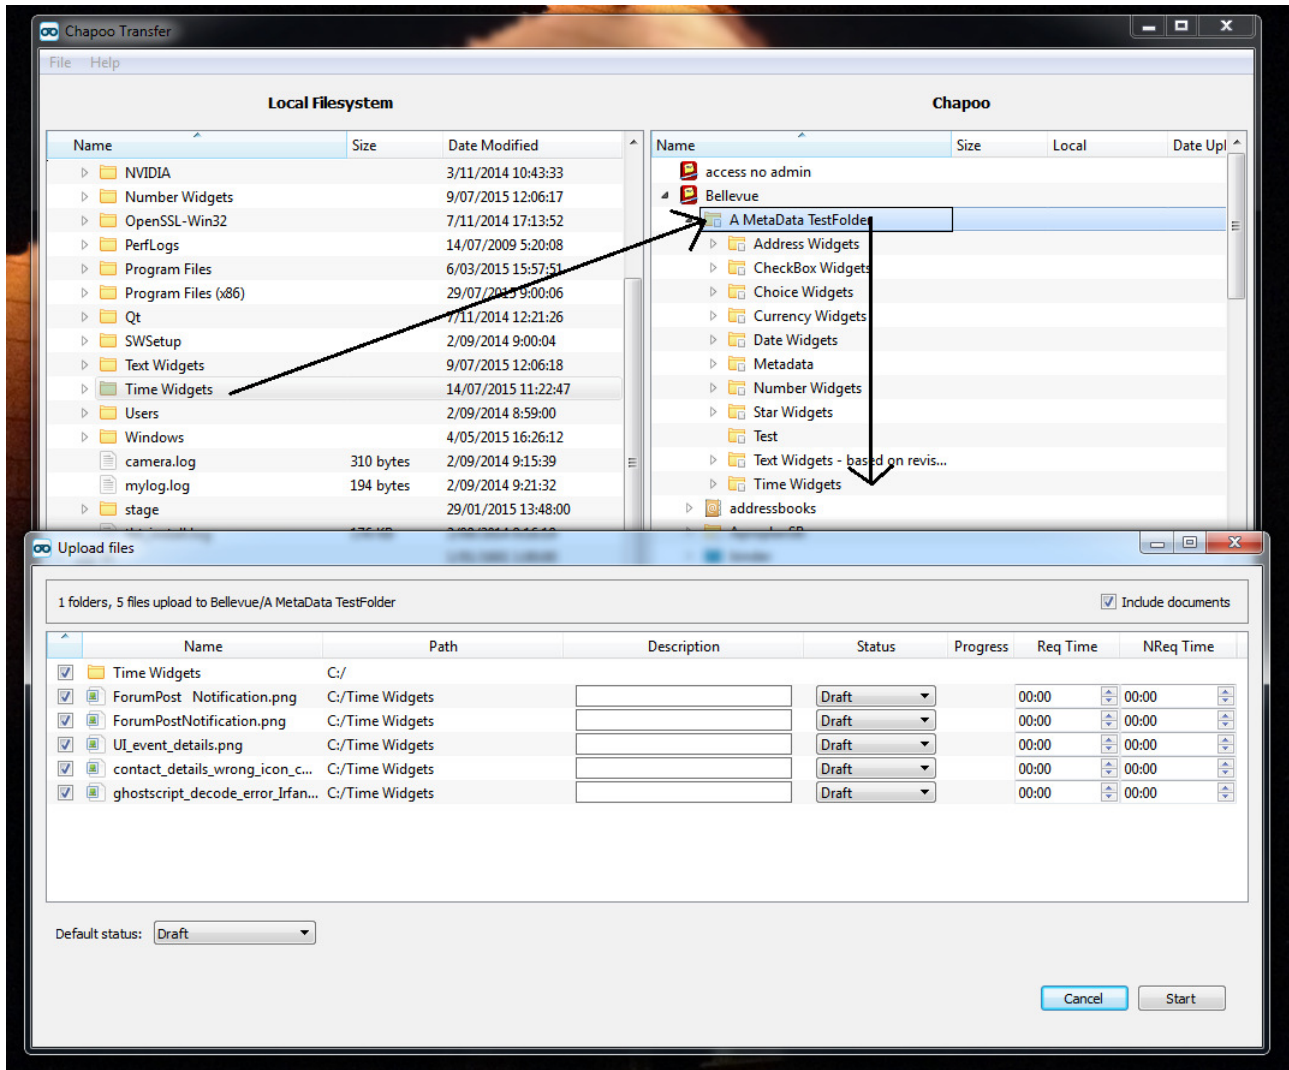 Chapoo Transfer
File Help
Local Filesystem Chapoo
Name Size Date Modified
NVIDIA 3/11/2014 10:43:33
Number Widgets 9/07/2015 12:06:17
OpenSSL-Win32 7/11/2014 17:13:52
PerfLogs 14/07/2009 5:20:08
Program Files 6/03/2015 15:57:51
Program Files (x86) 29/07/2015 9:00:06
Qt 7/11/2014 12:21:26
SWSetup 2/09/2014 9:00:04
Text Widgets 9/07/2015 12:06:18
Time Widgets 14/07/2015 11:22:47
Users 2/09/2014 8:59:00
Windows 4/05/2015 16:26:12
camera.log 310 bytes 2/09/2014 9:15:39
mylog.log 194 bytes 2/09/2014 9:21:32
stage 29/01/2015 13:48:00
Name Size Local Date Upl
access no admin
Bellevue
A MetaData TestFolder
Address Widgets
CheckBox Widgets
Choice Widgets
Currency Widgets
Date Widgets
Metadata
Number Widgets
Star Widgets
Test
Text Widgets - based on revis...
Time Widgets
addressbooks
Upload files
1 folders, 5 files upload to Bellevue/A MetaData TestFolder Include documents
Name Path Description Status Progress Req Time NReq Time
Time Widgets C:/
ForumPost Notification.png C:/Time Widgets Draft 00:00 00:00
ForumPostNotification.png C:/Time Widgets Draft 00:00 00:00
UI_event_details.png C:/Time Widgets Draft 00:00 00:00
contact_details_wrong_icon_c... C:/Time Widgets Draft 00:00 00:00
ghostscript_decode_error_Irfan... C:/Time Widgets Draft 00:00 00:00
Default status: Draft
Cancel Start